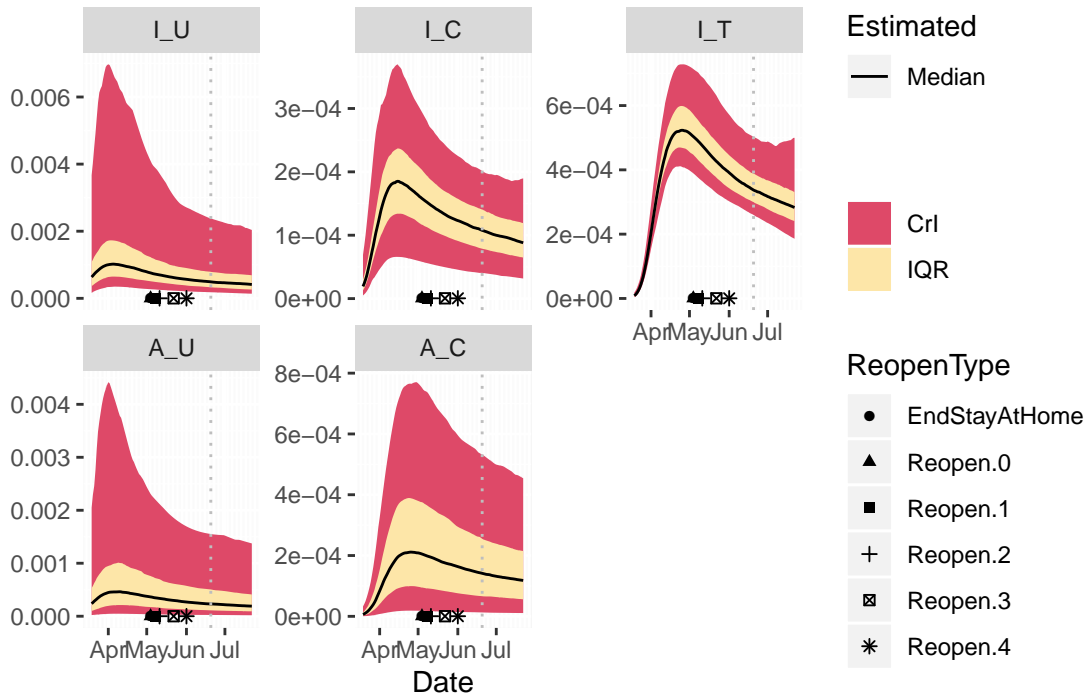 I_U
I_C
I_T
0.006
0.004
0.002
0.000
3e−04
2e−04
1e−04
0e+00
6e−04
4e−04
2e−04
0e+00
Apr May Jun Jul
A_U
A_C
0.004
0.003
0.002
0.001
0.000
8e−04
6e−04
4e−04
2e−04
0e+00
Apr May Jun Jul
Apr May Jun Jul
Date
Estimated
Median
CrI
IQR
ReopenType
EndStayAtHome
Reopen.0
Reopen.1
Reopen.2
Reopen.3
Reopen.4